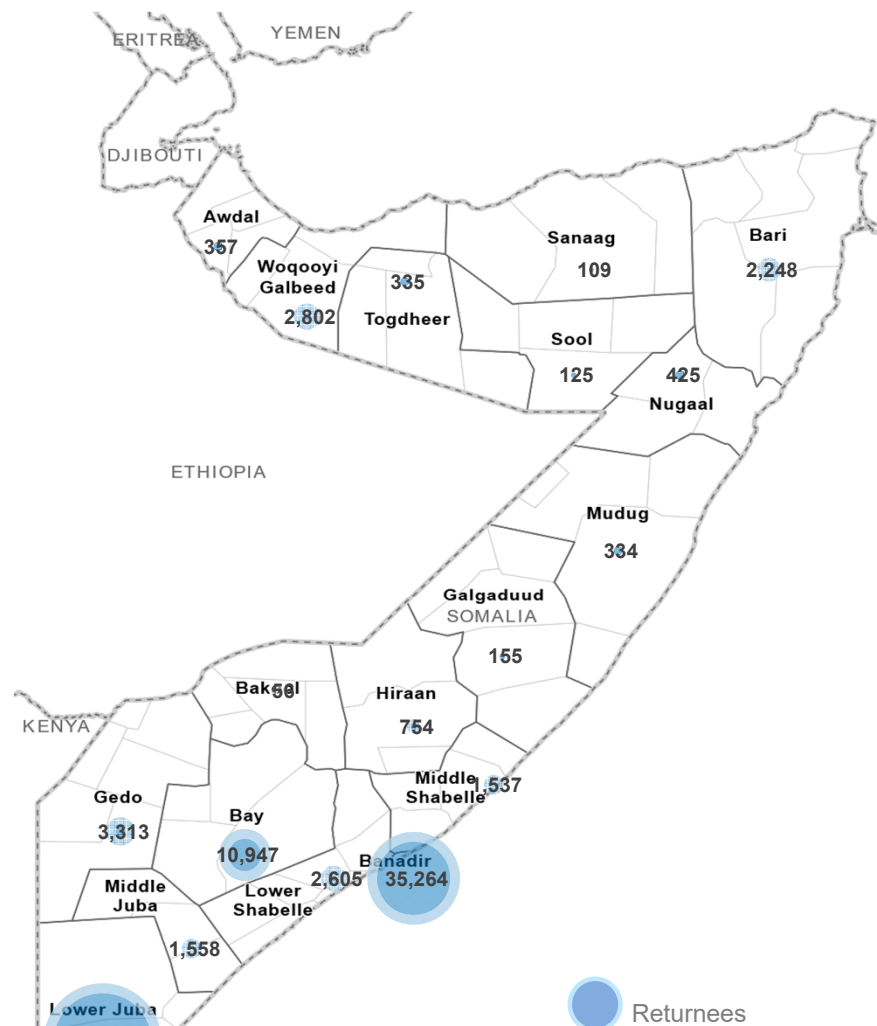 ERITREA
YEMEN
DJIBOUTI
Awdal
357
Woqooyi
Galbeed
2,802
335
Togdheer
Sanaag
109
Bari
2,248
Sool
125
425
Nugaal
ETHIOPIA
Mudug
334
Galgaduud
SOMALIA
155
Bakool
56
Hiraan
754
KENYA
Middle
Shabelle
1,537
Gedo
3,313
Bay
10,947
Banadir
35,264
2,605
Lower
Shabelle
Middle
Juba
1,558
Lower Juba
Returnees